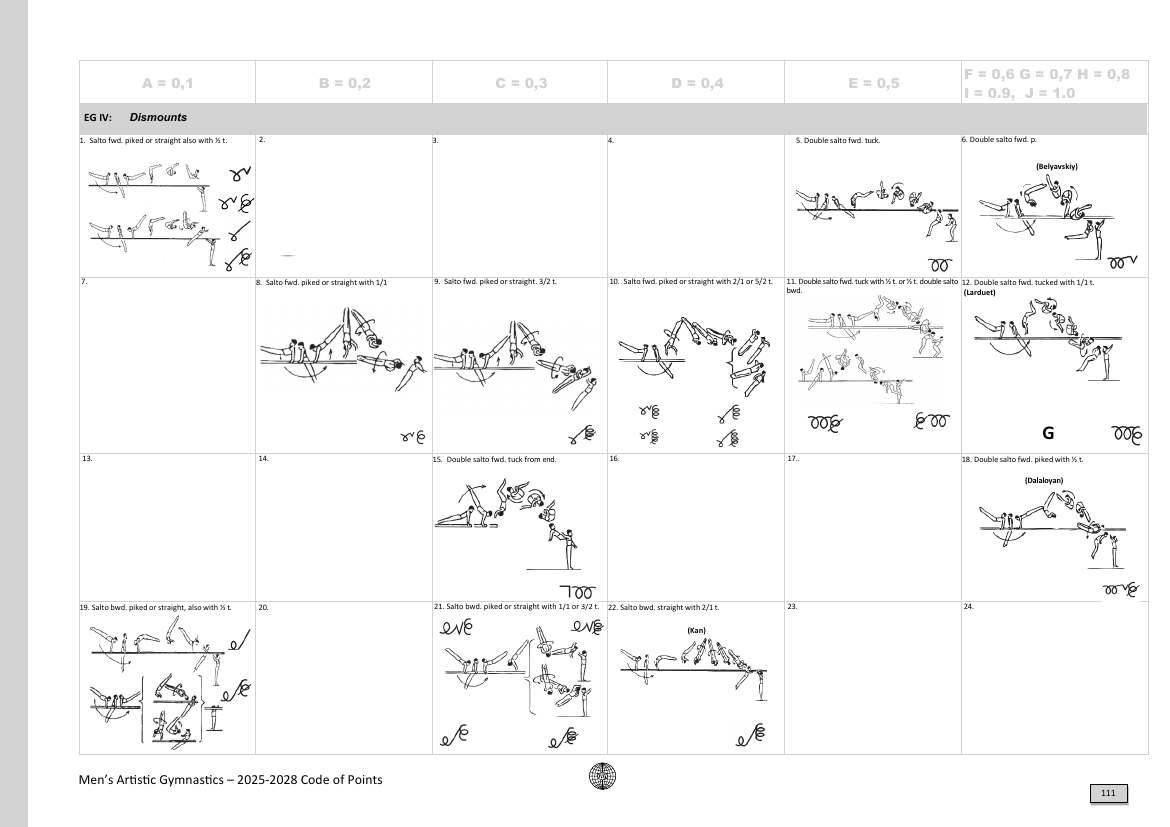 A = 0,1
B = 0,2
C = 0,3
D = 0,4
E = 0,5
F = 0,6 G = 0,7 H = 0,8
I = 0.9, J = 1.0
EG IV: Dismounts
1. Salto fwd. piked or straight also with ½ t.
2.
3.
4.
5. Double salto fwd. tuck.
6. Double salto fwd. p.
(Belyavskiy)
7.
8. Salto fwd. piked or straight with 1/1
9. Salto fwd. piked or straight. 3/2 t.
10. Salto fwd. piked or straight with 2/1 or 5/2 t.
11. Double salto fwd. tuck with ½ t. or ½ t. double salto
bwd.
12. Double salto fwd. tucked with 1/1 t.
(Larduet)
G
13.
14.
15. Double salto fwd. tuck from end.
16.
17..
18. Double salto fwd. piked with ½ t.
(Dalaloyan)
19. Salto bwd. piked or straight, also with ½ t.
20.
21. Salto bwd. piked or straight with 1/1 or 3/2 t.
22. Salto bwd. straight with 2/1 t.
(Kan)
23.
24.
Men's Artistic Gymnastics – 2025-2028 Code of Points
111